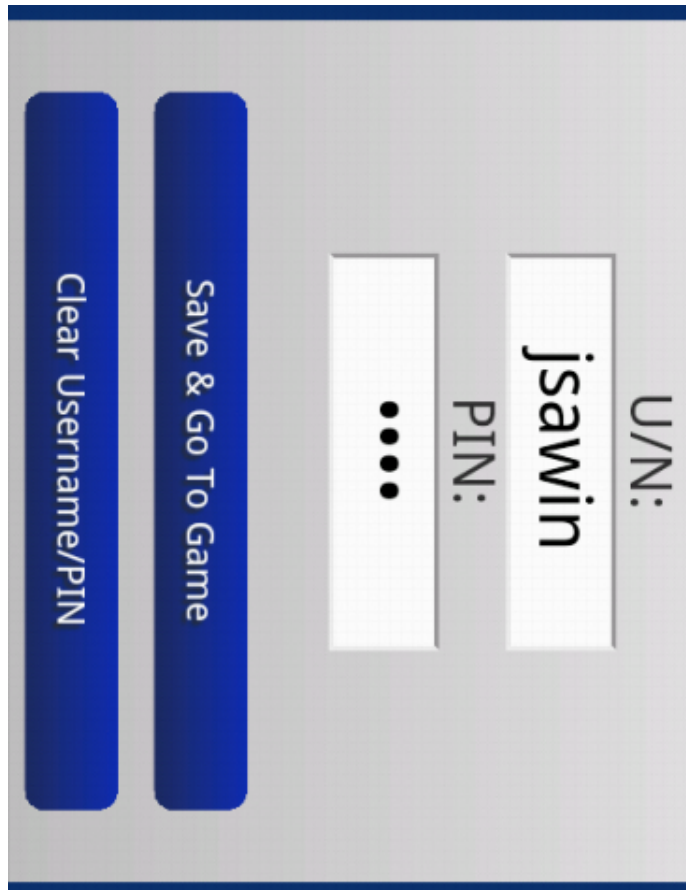 U/N:
jsawin
PIN:
••••
Save & Go To Game
Clear Username/PIN